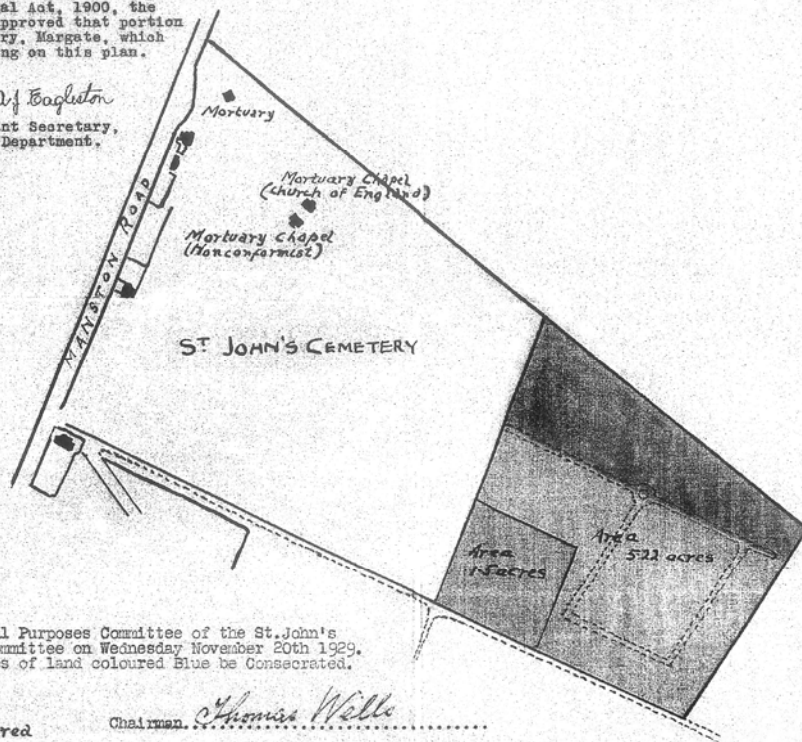 al Act, 1900, the
pproved that portion
ry, Margate, which
ng on this plan.
A J Eagleston
nt Secretary,
Department.
Mortuary
Mortuary Chapel
(Church of England)
Mortuary Chapel
(Nonconformist)
MANSTON ROAD
ST JOHN'S CEMETERY
Area
5.22 acres
Area
1.5 acres
l Purposes Committee of the St.John's
mmittee on Wednesday November 20th 1929.
s of land coloured Blue be Consecrated.
Chairman Thomas Wells
red